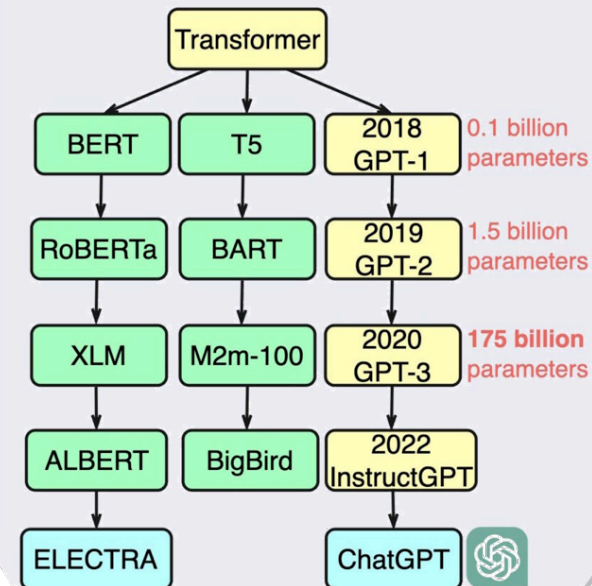 Transformer
BERT
T5
2018
GPT-1
0.1 billion
parameters
RoBERTa
BART
2019
GPT-2
1.5 billion
parameters
XLM
M2m-100
2020
GPT-3
175 billion
parameters
ALBERT
BigBird
2022
InstructGPT
ELECTRA
ChatGPT